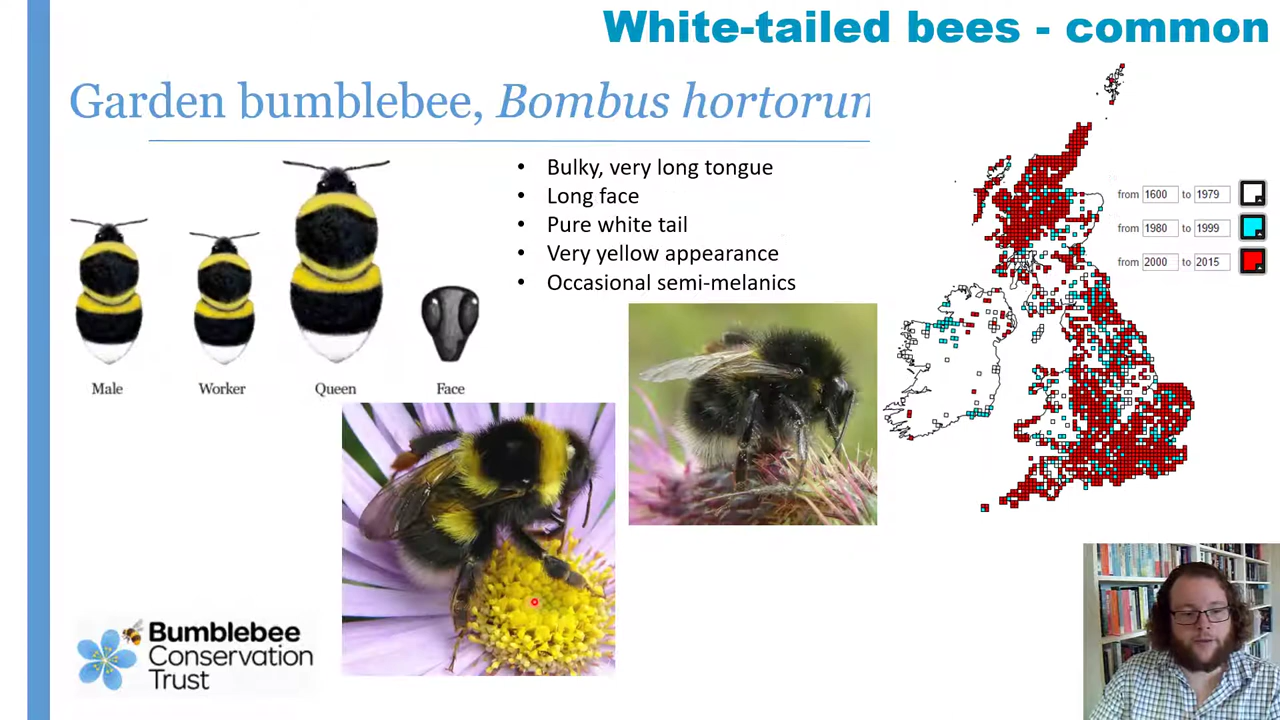 White-tailed bees - common
Garden bumblebee, Bombus hortorum
• Bulky, very long tongue
• Long face
• Pure white tail
• Very yellow appearance
• Occasional semi-melanics
Male
Worker
Queen
Face
from 1600 to 1979
from 1980 to 1999
from 2000 to 2015
Bumblebee
Conservation
Trust